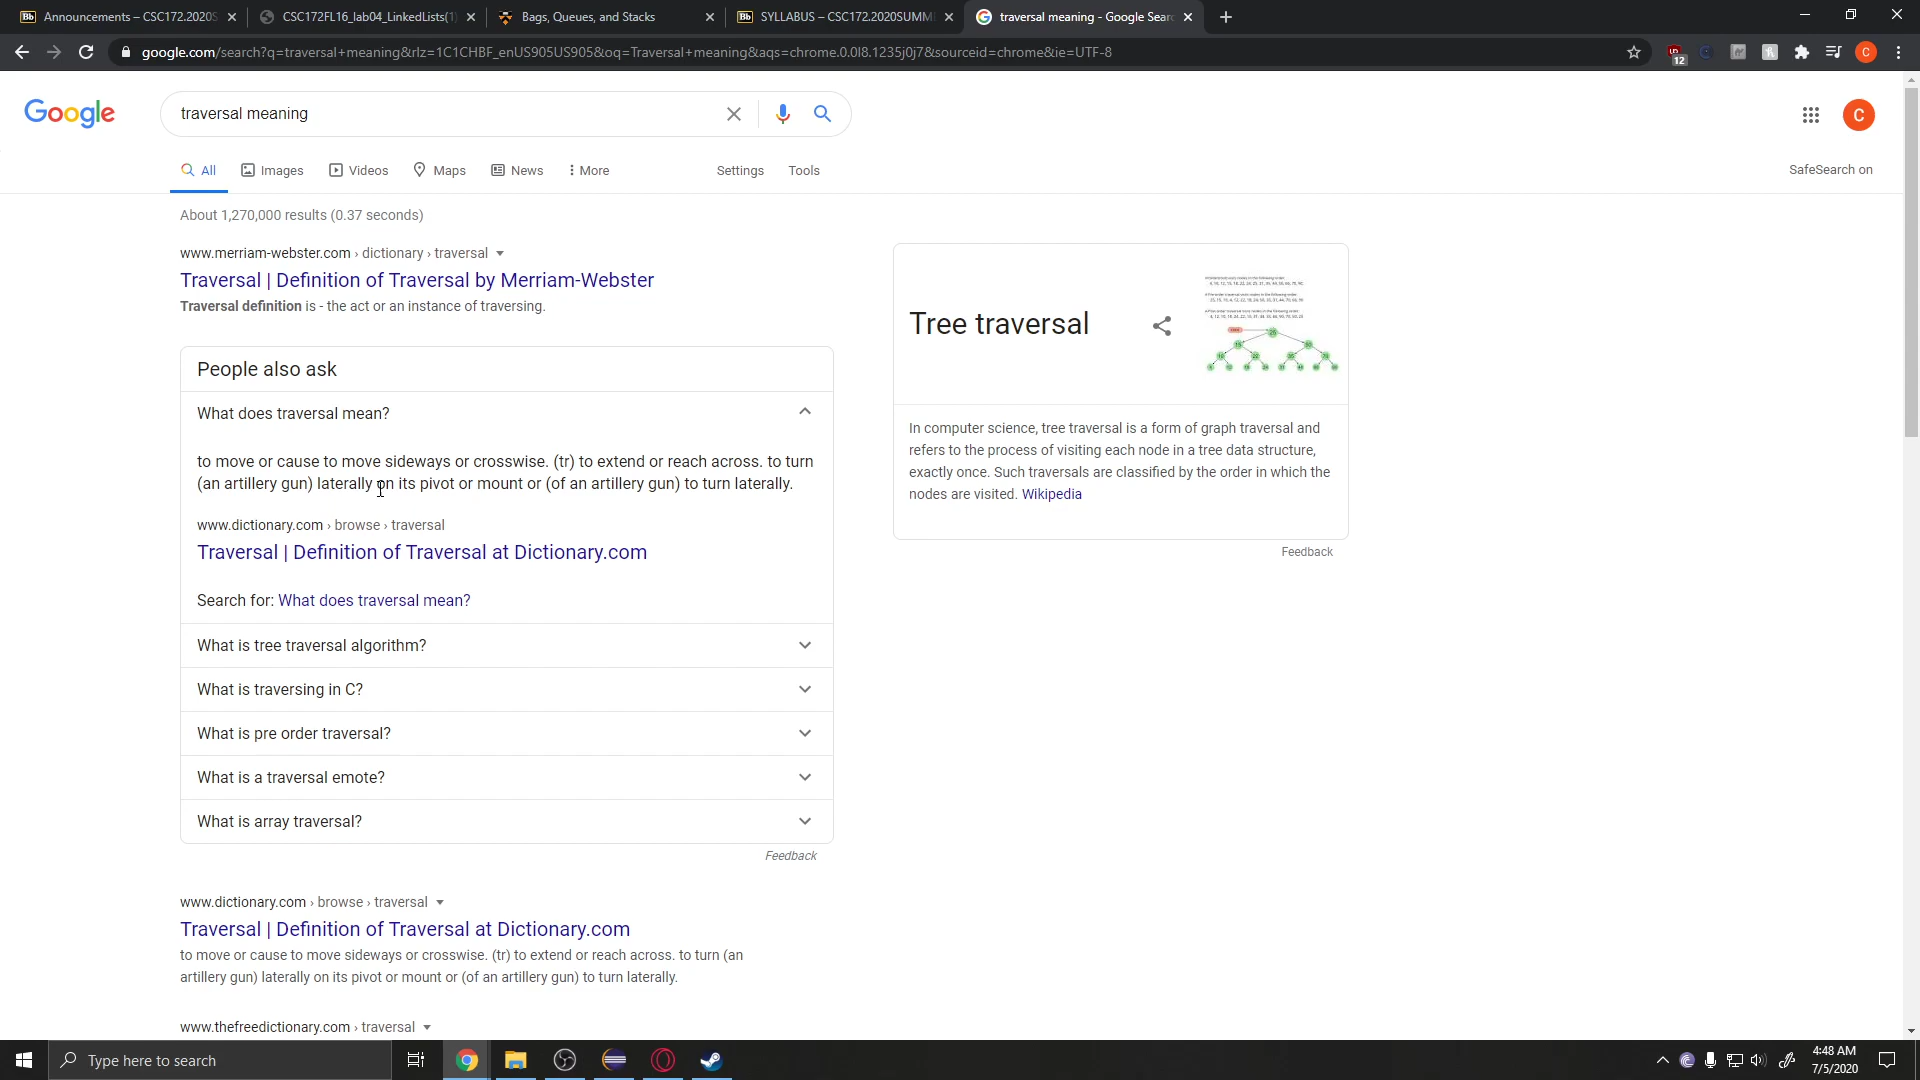 Announcements – CSC172.2020S
CSC172FL16_lab04_LinkedLists(1)
Bags, Queues, and Stacks
SYLLABUS – CSC172.2020SUMM
traversal meaning - Google Sear
google.com/search?q=traversal+meaning&rlz=1C1CHBF_enUS905US905&oq=Traversal+meaning&aqs=chrome.0.0l8.1235j0j7&sourceid=chrome&ie=UTF-8
12
C
Google
traversal meaning
C
All
Images
Videos
Maps
News
More
Settings
Tools
SafeSearch on
About 1,270,000 results (0.37 seconds)
www.merriam-webster.com › dictionary › traversal
Traversal | Definition of Traversal by Merriam-Webster
Traversal definition is - the act or an instance of traversing.
People also ask
What does traversal mean?
to move or cause to move sideways or crosswise. (tr) to extend or reach across. to turn
(an artillery gun) laterally on its pivot or mount or (of an artillery gun) to turn laterally.
www.dictionary.com › browse › traversal
Traversal | Definition of Traversal at Dictionary.com
Search for: What does traversal mean?
What is tree traversal algorithm?
What is traversing in C?
What is pre order traversal?
What is a traversal emote?
What is array traversal?
Feedback
www.dictionary.com › browse › traversal
Traversal | Definition of Traversal at Dictionary.com
to move or cause to move sideways or crosswise. (tr) to extend or reach across. to turn (an
artillery gun) laterally on its pivot or mount or (of an artillery gun) to turn laterally.
www.thefreedictionary.com › traversal
Tree traversal
In computer science, tree traversal is a form of graph traversal and
refers to the process of visiting each node in a tree data structure,
exactly once. Such traversals are classified by the order in which the
nodes are visited. Wikipedia
Feedback
Type here to search
4:48 AM
7/5/2020